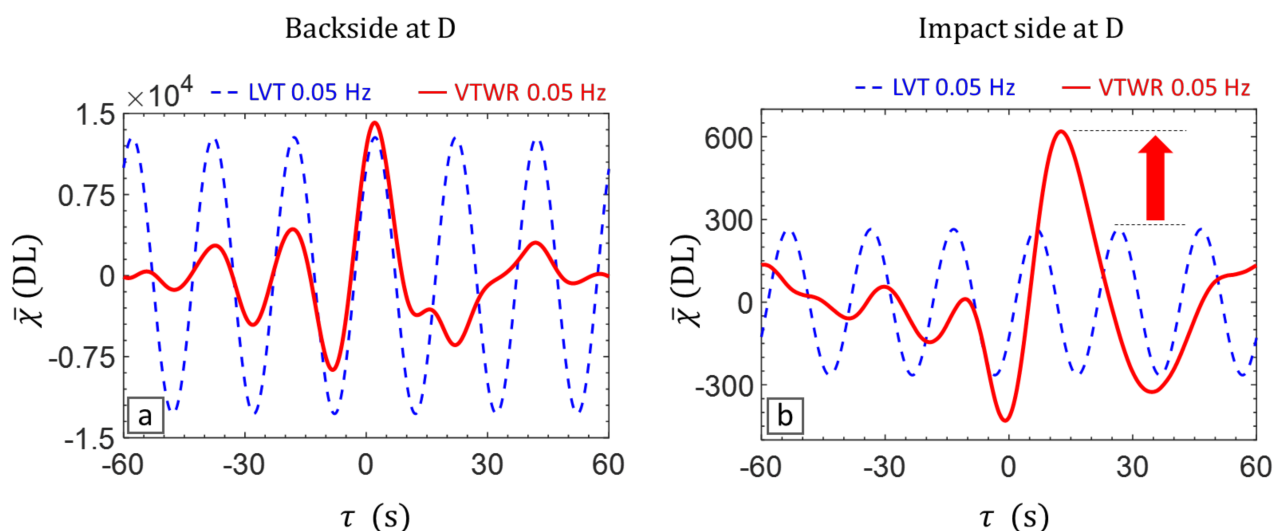 Backside at D
×10⁴
LVT 0.05 Hz
VTWR 0.05 Hz
1.5
0.75
0
-0.75
-1.5
χ̄ (DL)
a
-60
-30
0
30
60
τ (s)
Impact side at D
LVT 0.05 Hz
VTWR 0.05 Hz
600
300
0
-300
χ̄ (DL)
b
-60
-30
0
30
60
τ (s)